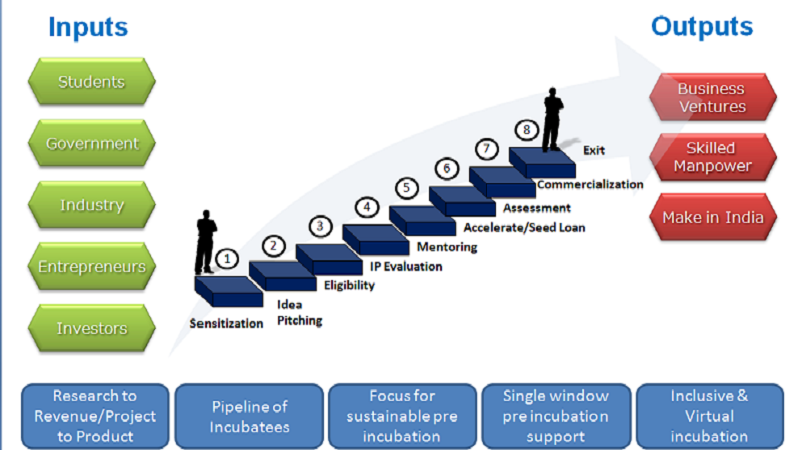 Inputs
Outputs
Students
Government
Industry
Entrepreneurs
Investors
1
Sensitization
2
Idea
Pitching
3
Eligibility
4
IP Evaluation
5
Mentoring
6
Accelerate/Seed Loan
7
Assessment
8
Commercialization
Exit
Business
Ventures
Skilled
Manpower
Make in India
Research to
Revenue/Project
to Product
Pipeline of
Incubatees
Focus for
sustainable pre
incubation
Single window
pre incubation
support
Inclusive &
Virtual
incubation